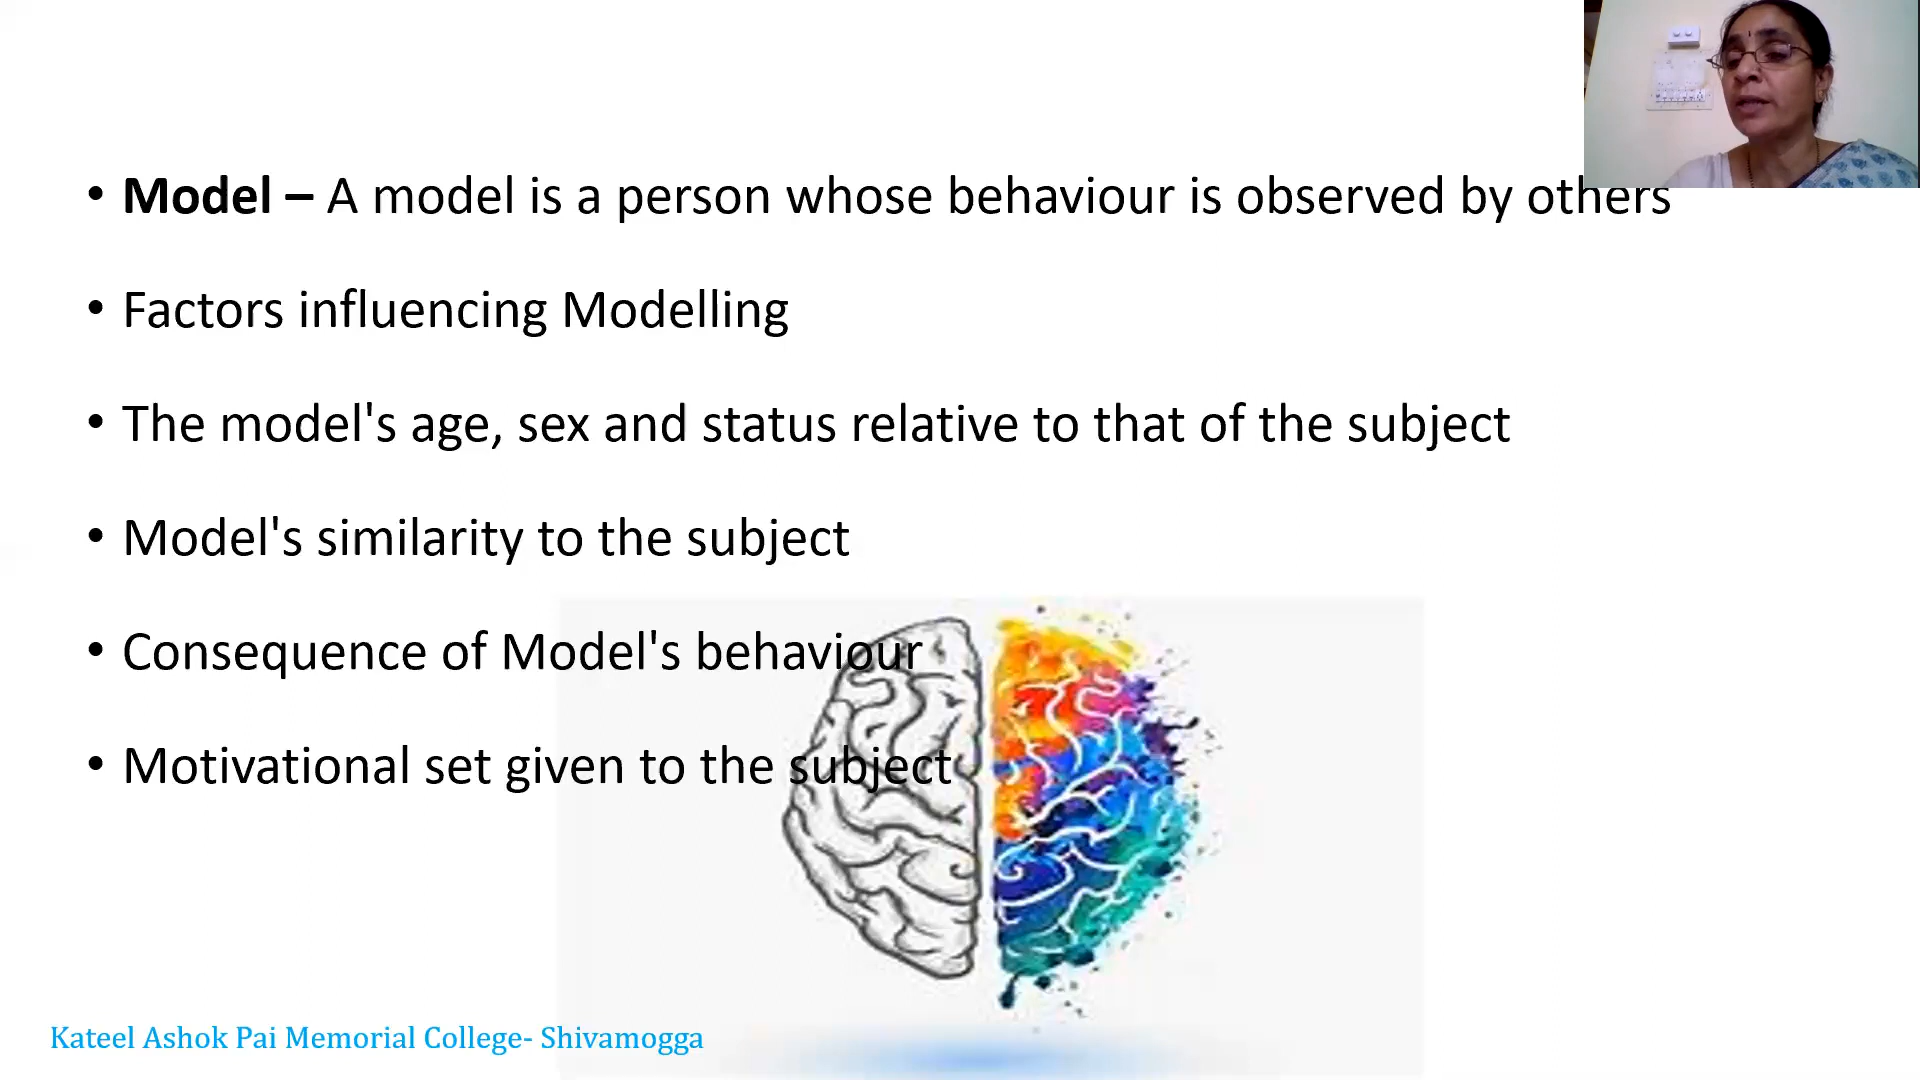 • Model – A model is a person whose behaviour is observed by others
• Factors influencing Modelling
• The model's age, sex and status relative to that of the subject
• Model's similarity to the subject
• Consequence of Model's behaviour
• Motivational set given to the subject
Kateel Ashok Pai Memorial College- Shivamogga